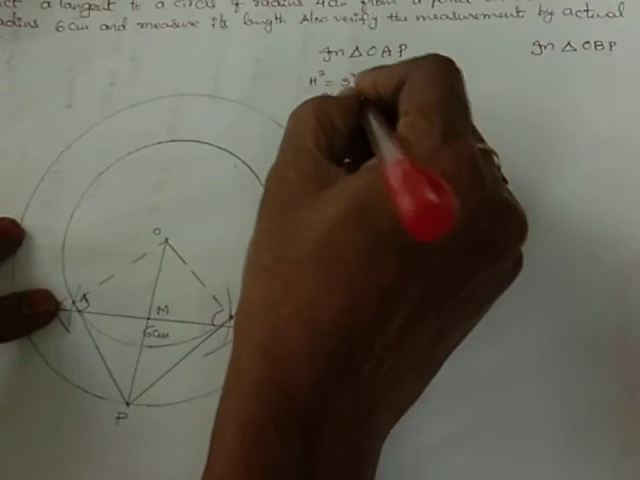 a tangent to a circle of radius 4cm from a point
radius 6cm and measure its length Also verify the measurement by actual
In △OAP
In △OBP
H² = S²
O
M
6cm
P